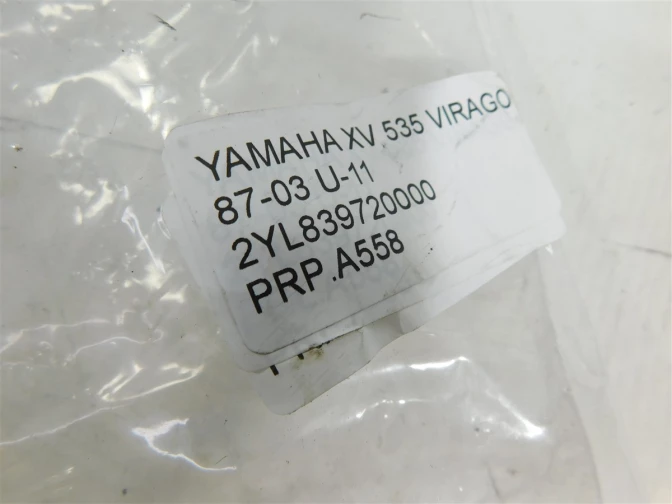 YAMAHA XV .535 VIRAGO
87-03 U-11
2YL839720000
PRP .A558